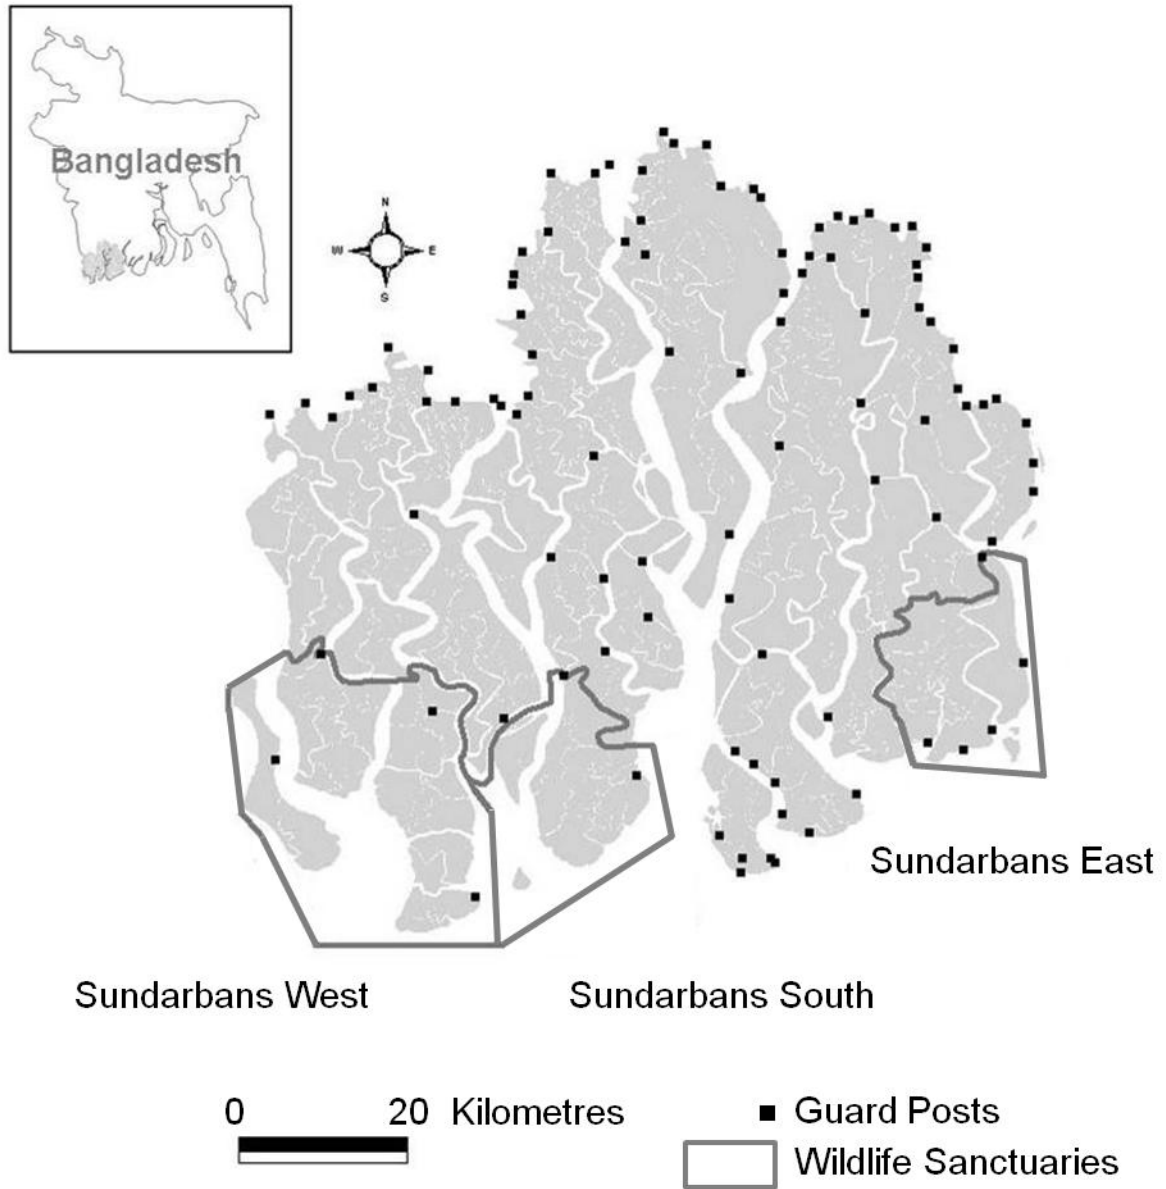 Bangladesh
N
W E
S
Sundarbans East
Sundarbans West
Sundarbans South
0 20 Kilometres
Guard Posts
Wildlife Sanctuaries